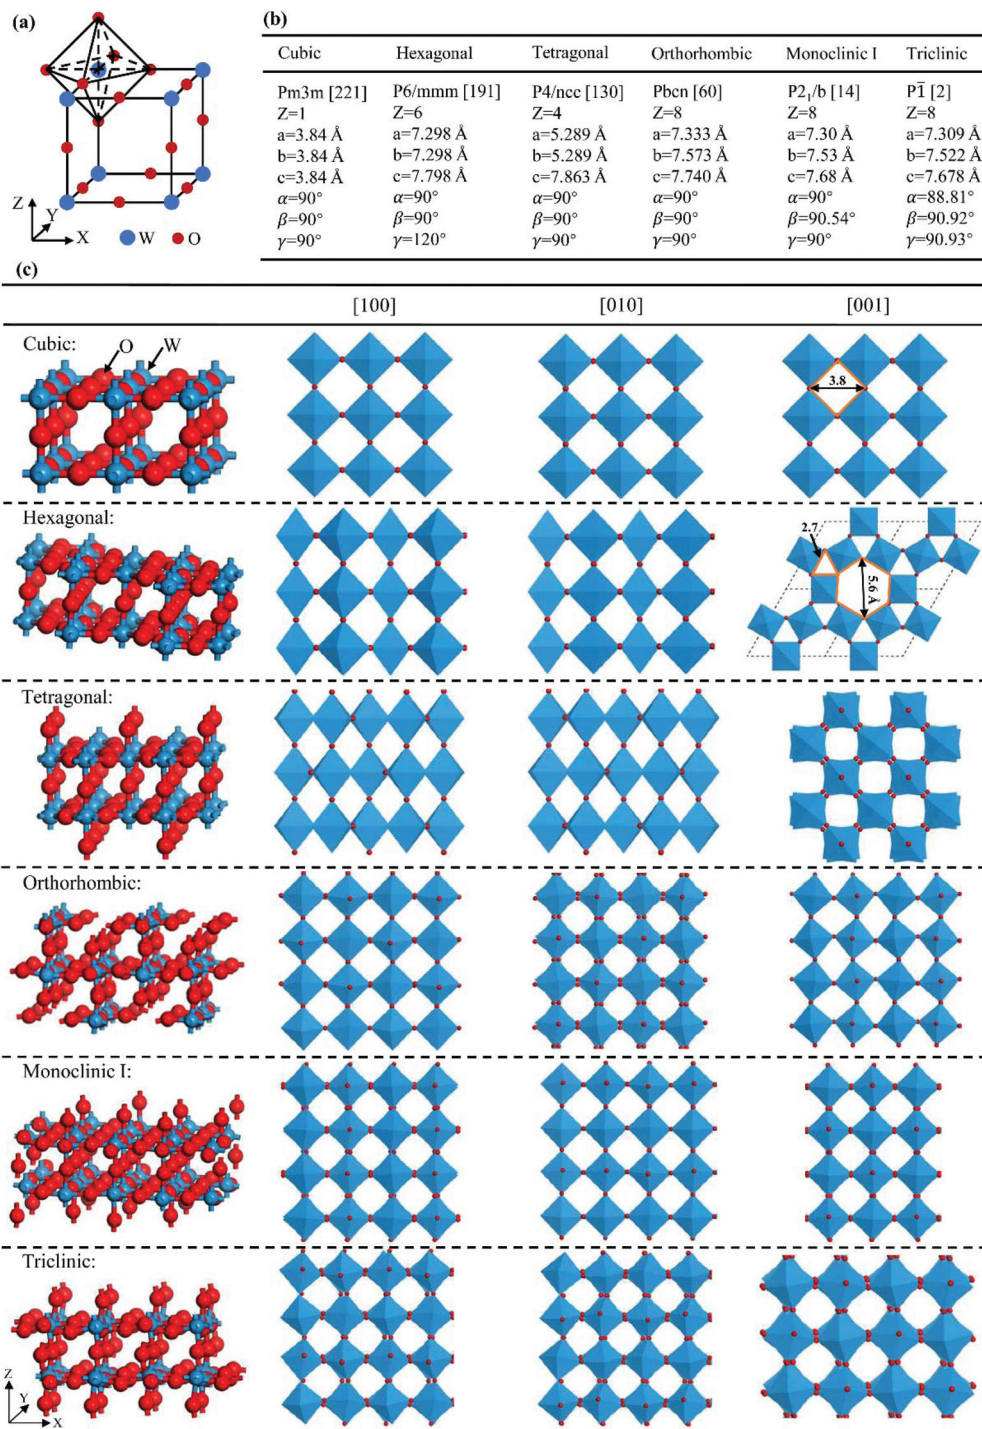 (a)
Z
Y
X
W
O
(b)
Cubic Hexagonal Tetragonal Orthorhombic Monoclinic I Triclinic
Pm3m [221] P6/mmm [191] P4/ncc [130] Pbcn [60] P2₁/b [14] P1̅ [2]
Z=1 Z=6 Z=4 Z=8 Z=8 Z=8
a=3.84 Å a=7.298 Å a=5.289 Å a=7.333 Å a=7.30 Å a=7.309 Å
b=3.84 Å b=7.298 Å b=5.289 Å b=7.573 Å b=7.53 Å b=7.522 Å
c=3.84 Å c=7.798 Å c=7.863 Å c=7.740 Å c=7.68 Å c=7.678 Å
α=90° α=90° α=90° α=90° α=90° α=88.81°
β=90° β=90° β=90° β=90° β=90.54° β=90.92°
γ=90° γ=120° γ=90° γ=90° γ=90° γ=90.93°
(c)
[100] [010] [001]
Cubic:
O W
3.8
Hexagonal:
2.7
5.6 Å
Tetragonal:
Orthorhombic:
Monoclinic I:
Triclinic:
Z
Y
X